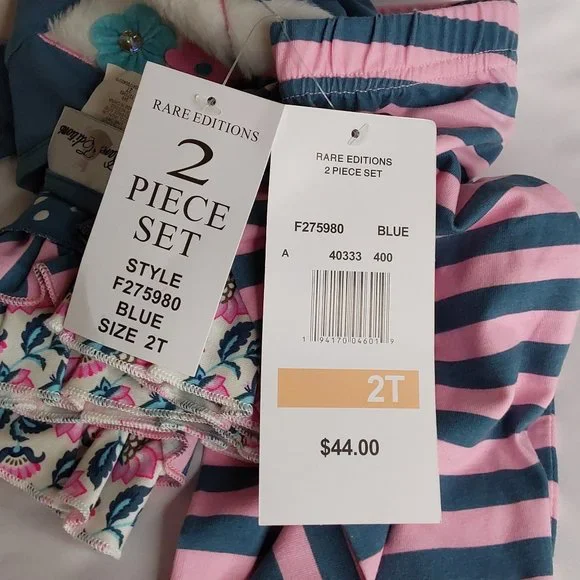 RARE EDITIONS
2
PIECE
SET
STYLE
F275980
BLUE
SIZE 2T
RARE EDITIONS
2 PIECE SET
F275980 BLUE
A 40333 400
1 94170 04601 9
2T
$44.00